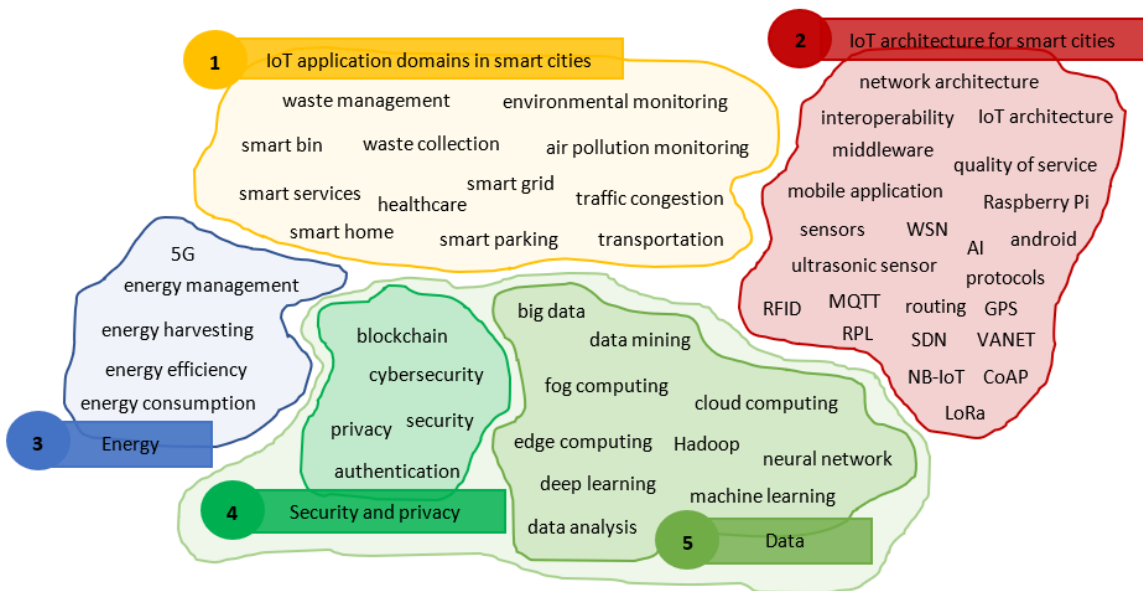 1
IoT application domains in smart cities
waste management
environmental monitoring
smart bin
waste collection
air pollution monitoring
smart services
healthcare
smart grid
traffic congestion
smart home
smart parking
transportation
2
IoT architecture for smart cities
network architecture
interoperability
IoT architecture
middleware
quality of service
mobile application
Raspberry Pi
sensors
WSN
AI
android
ultrasonic sensor
protocols
RFID
MQTT
routing
GPS
RPL
SDN
VANET
NB-IoT
CoAP
LoRa
5G
energy management
energy harvesting
energy efficiency
energy consumption
3
Energy
blockchain
cybersecurity
privacy
security
authentication
4
Security and privacy
big data
data mining
fog computing
cloud computing
edge computing
Hadoop
neural network
deep learning
machine learning
data analysis
5
Data